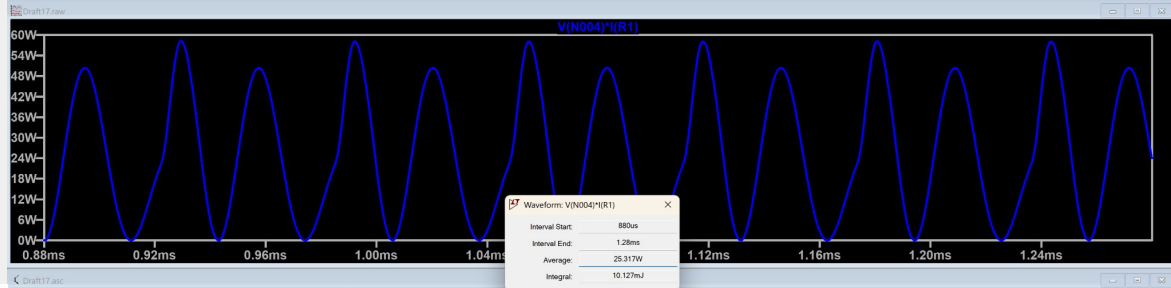 Draft17.raw
V(N004)*I(R1)
60W
54W
48W
42W
36W
30W
24W
18W
12W
6W
0W
0.88ms 0.92ms 0.96ms 1.00ms 1.04ms 1.12ms 1.16ms 1.20ms 1.24ms
Waveform: V(N004)*I(R1)
Interval Start: 880us
Interval End: 1.28ms
Average: 25.317W
Integral: 10.127mJ
Draft17.asc